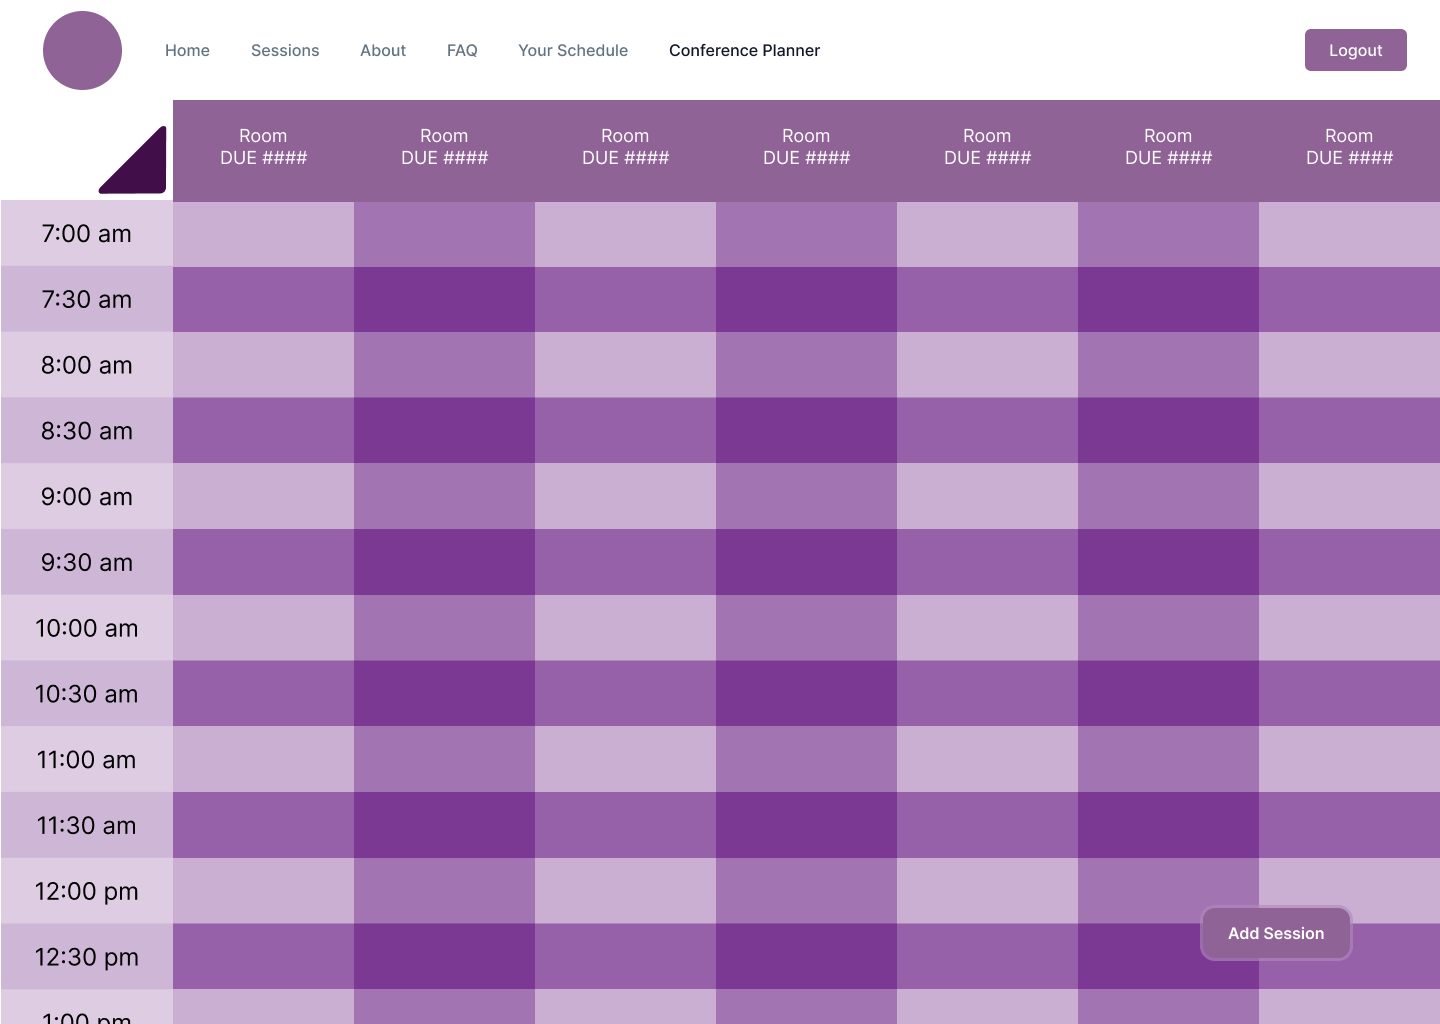 Home Sessions About FAQ Your Schedule Conference Planner Logout
Room Room Room Room Room Room Room
DUE #### DUE #### DUE #### DUE #### DUE #### DUE #### DUE ####
7:00 am
7:30 am
8:00 am
8:30 am
9:00 am
9:30 am
10:00 am
10:30 am
11:00 am
11:30 am
12:00 pm
Add Session
12:30 pm
1:00 pm